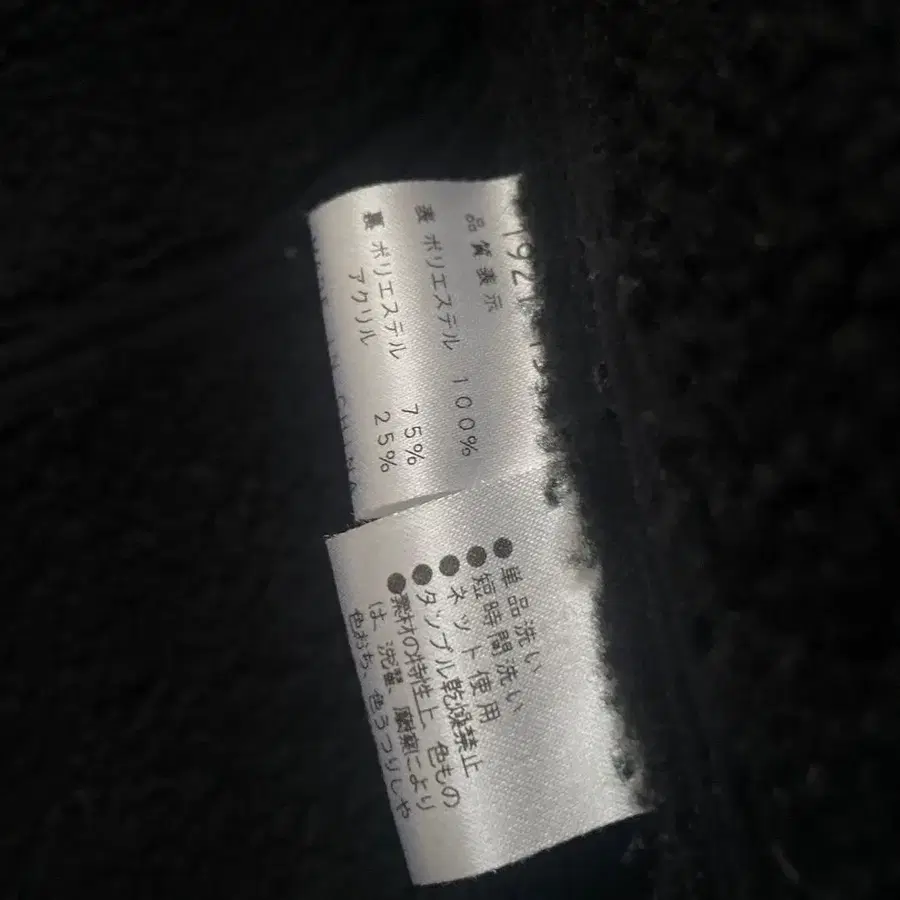 品質表示
表 ポリエステル 100%
裏 ポリエステル 75%
アクリル 25%
●単品洗い
●短時間洗い
●ネット使用
●タップル乾燥禁止
●素材の特性上、色もの
は、洗濯、摩擦により
色おち、色うつりしや